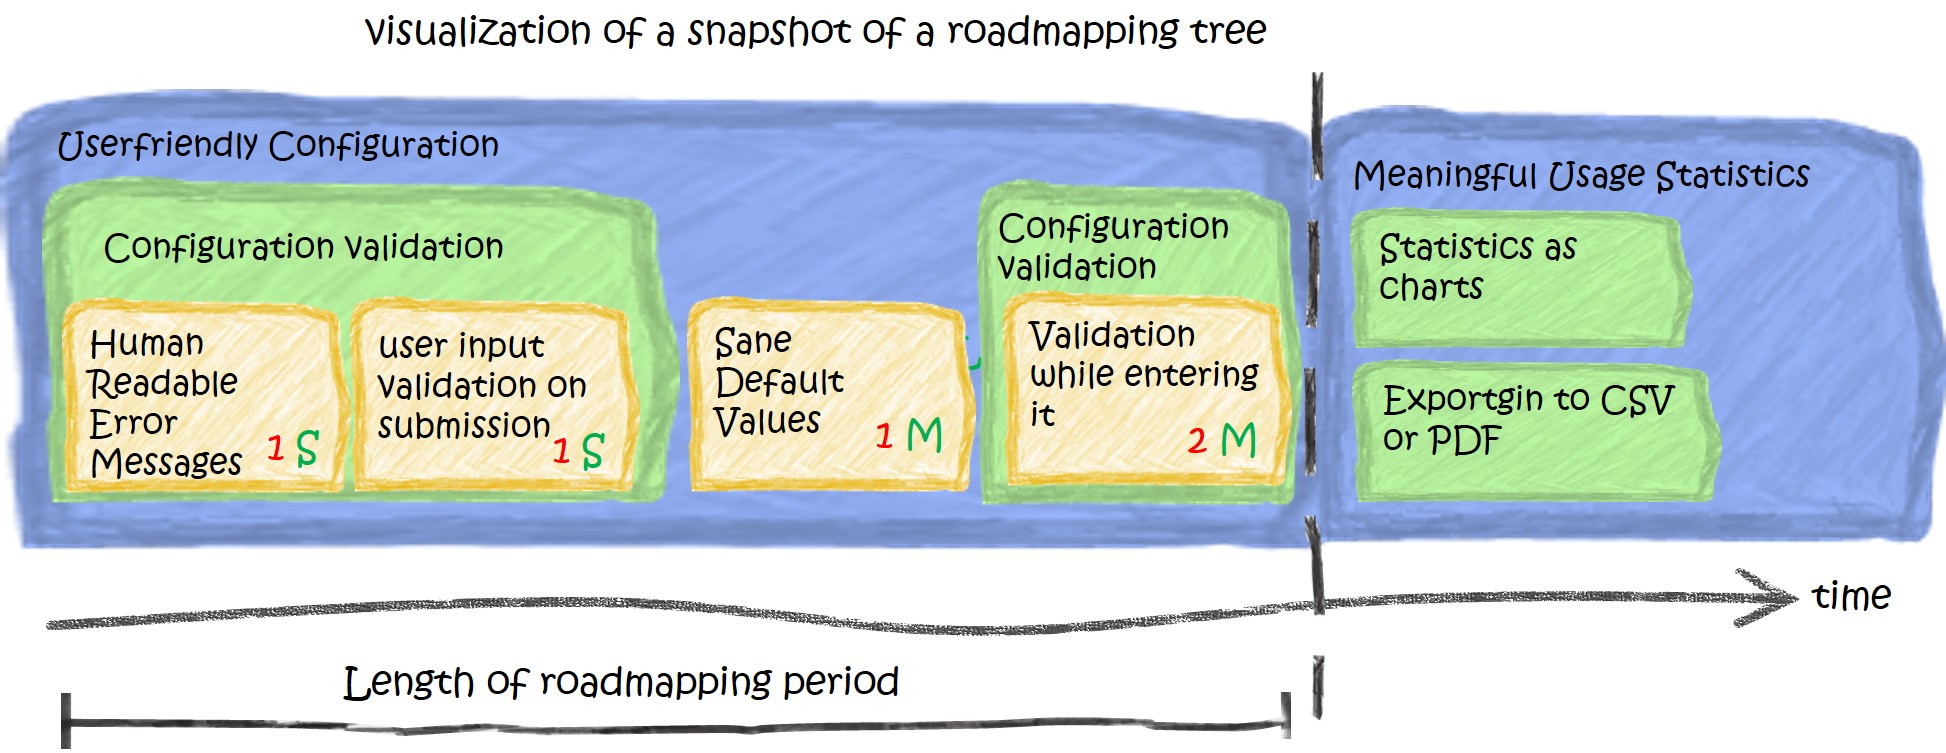 visualization of a snapshot of a roadmapping tree
Userfriendly Configuration
Configuration validation
Human
Readable
Error
Messages
1 S
user input
validation on
submission
1 S
Sane
Default
Values
1 M
Configuration
validation
Validation
while entering
it
2 M
Meaningful Usage Statistics
Statistics as
charts
Exportgin to CSV
or PDF
time
Length of roadmapping period